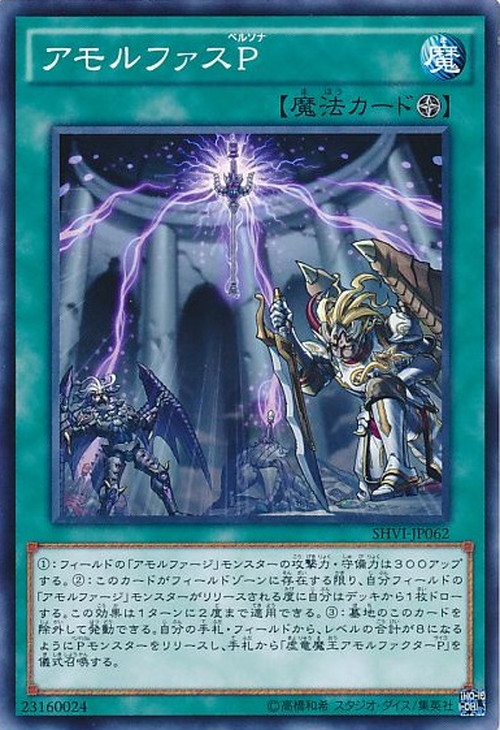 ペルソナ
アモルファスP
魔
まほう
【魔法カード】
SHVI-JP062
①:フィールドの「アモルファージ」モンスターの攻撃力・守備力は300アップ
する。②:このカードがフィールドゾーンに存在する限り、自分フィールドの
「アモルファージ」モンスターがリリースされる度に自分はデッキから1枚ドロー
する。この効果は1ターンに2度まで適用できる。③:墓地のこのカードを
除外して発動できる。自分の手札・フィールドから、レベルの合計が8になる
ようにPモンスターをリリースし、手札から「虚竜魔王アモルファクターP」を
儀式召喚する。
23160024
©高橋和希 スタジオ・ダイス/集英社